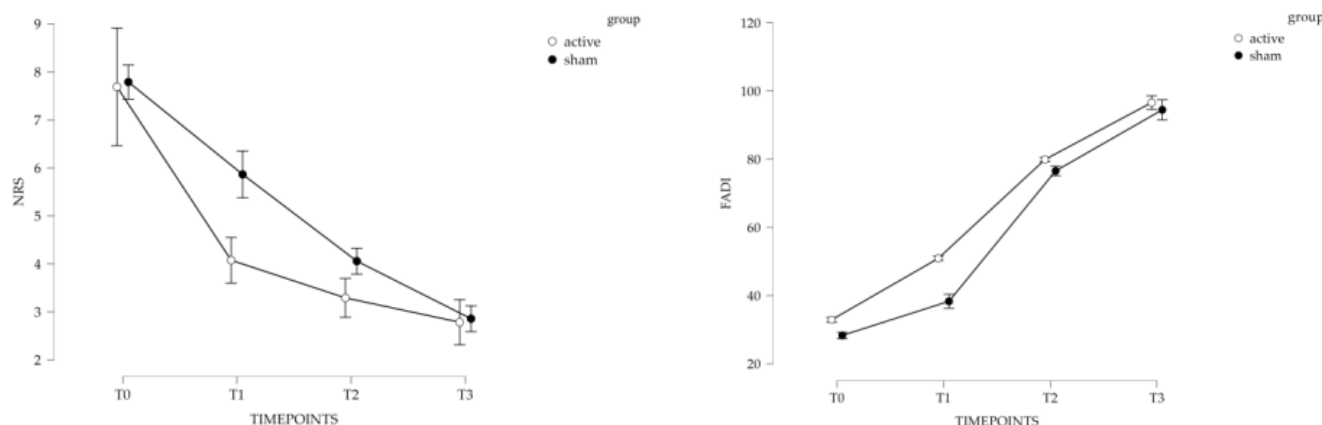 group
active
sham
9
8
7
6
5
4
3
2
NRS
T0 T1 T2 T3
TIMEPOINTS
group
active
sham
120
100
80
60
40
20
FADI
T0 T1 T2 T3
TIMEPOINTS